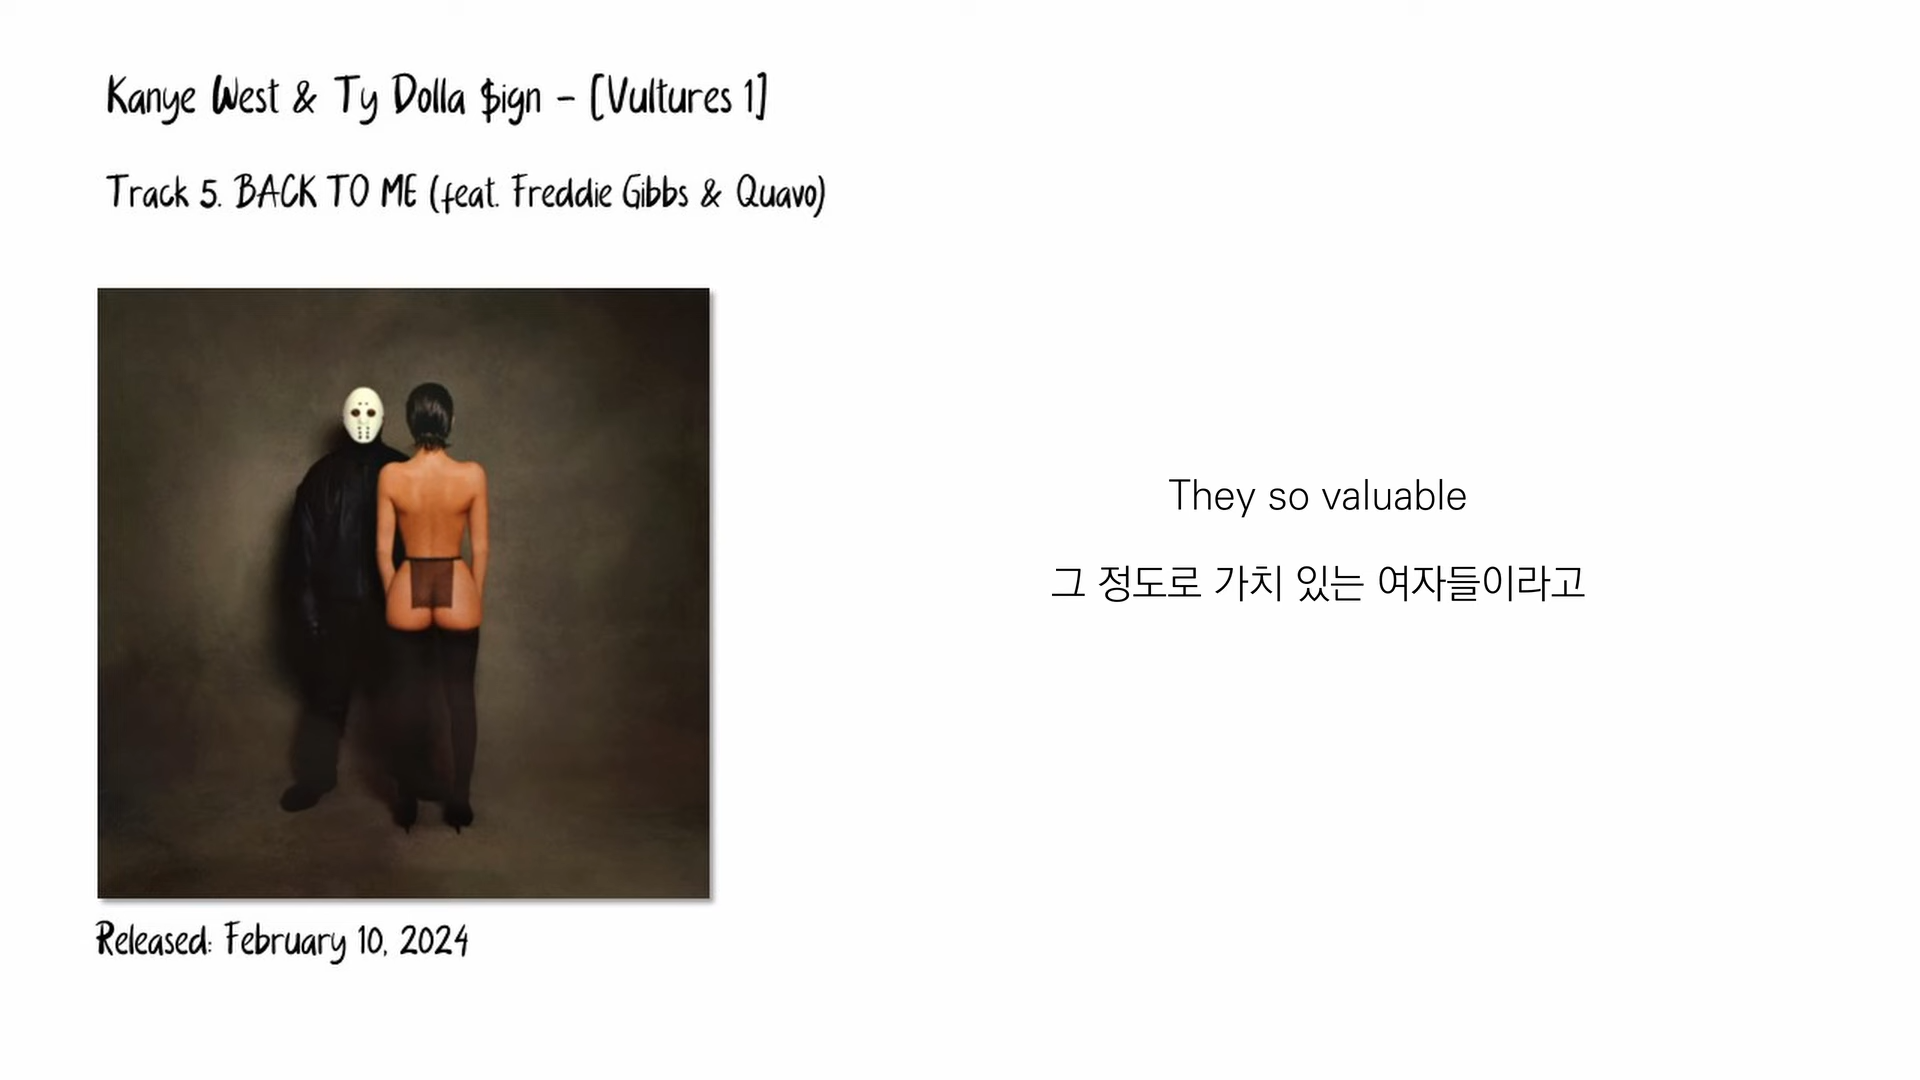 Kanye West & Ty Dolla $ign - [Vultures 1]
Track 5. BACK TO ME (feat. Freddie Gibbs & Quavo)
They so valuable
그 정도로 가치 있는 여자들이라고
Released: February 10, 2024